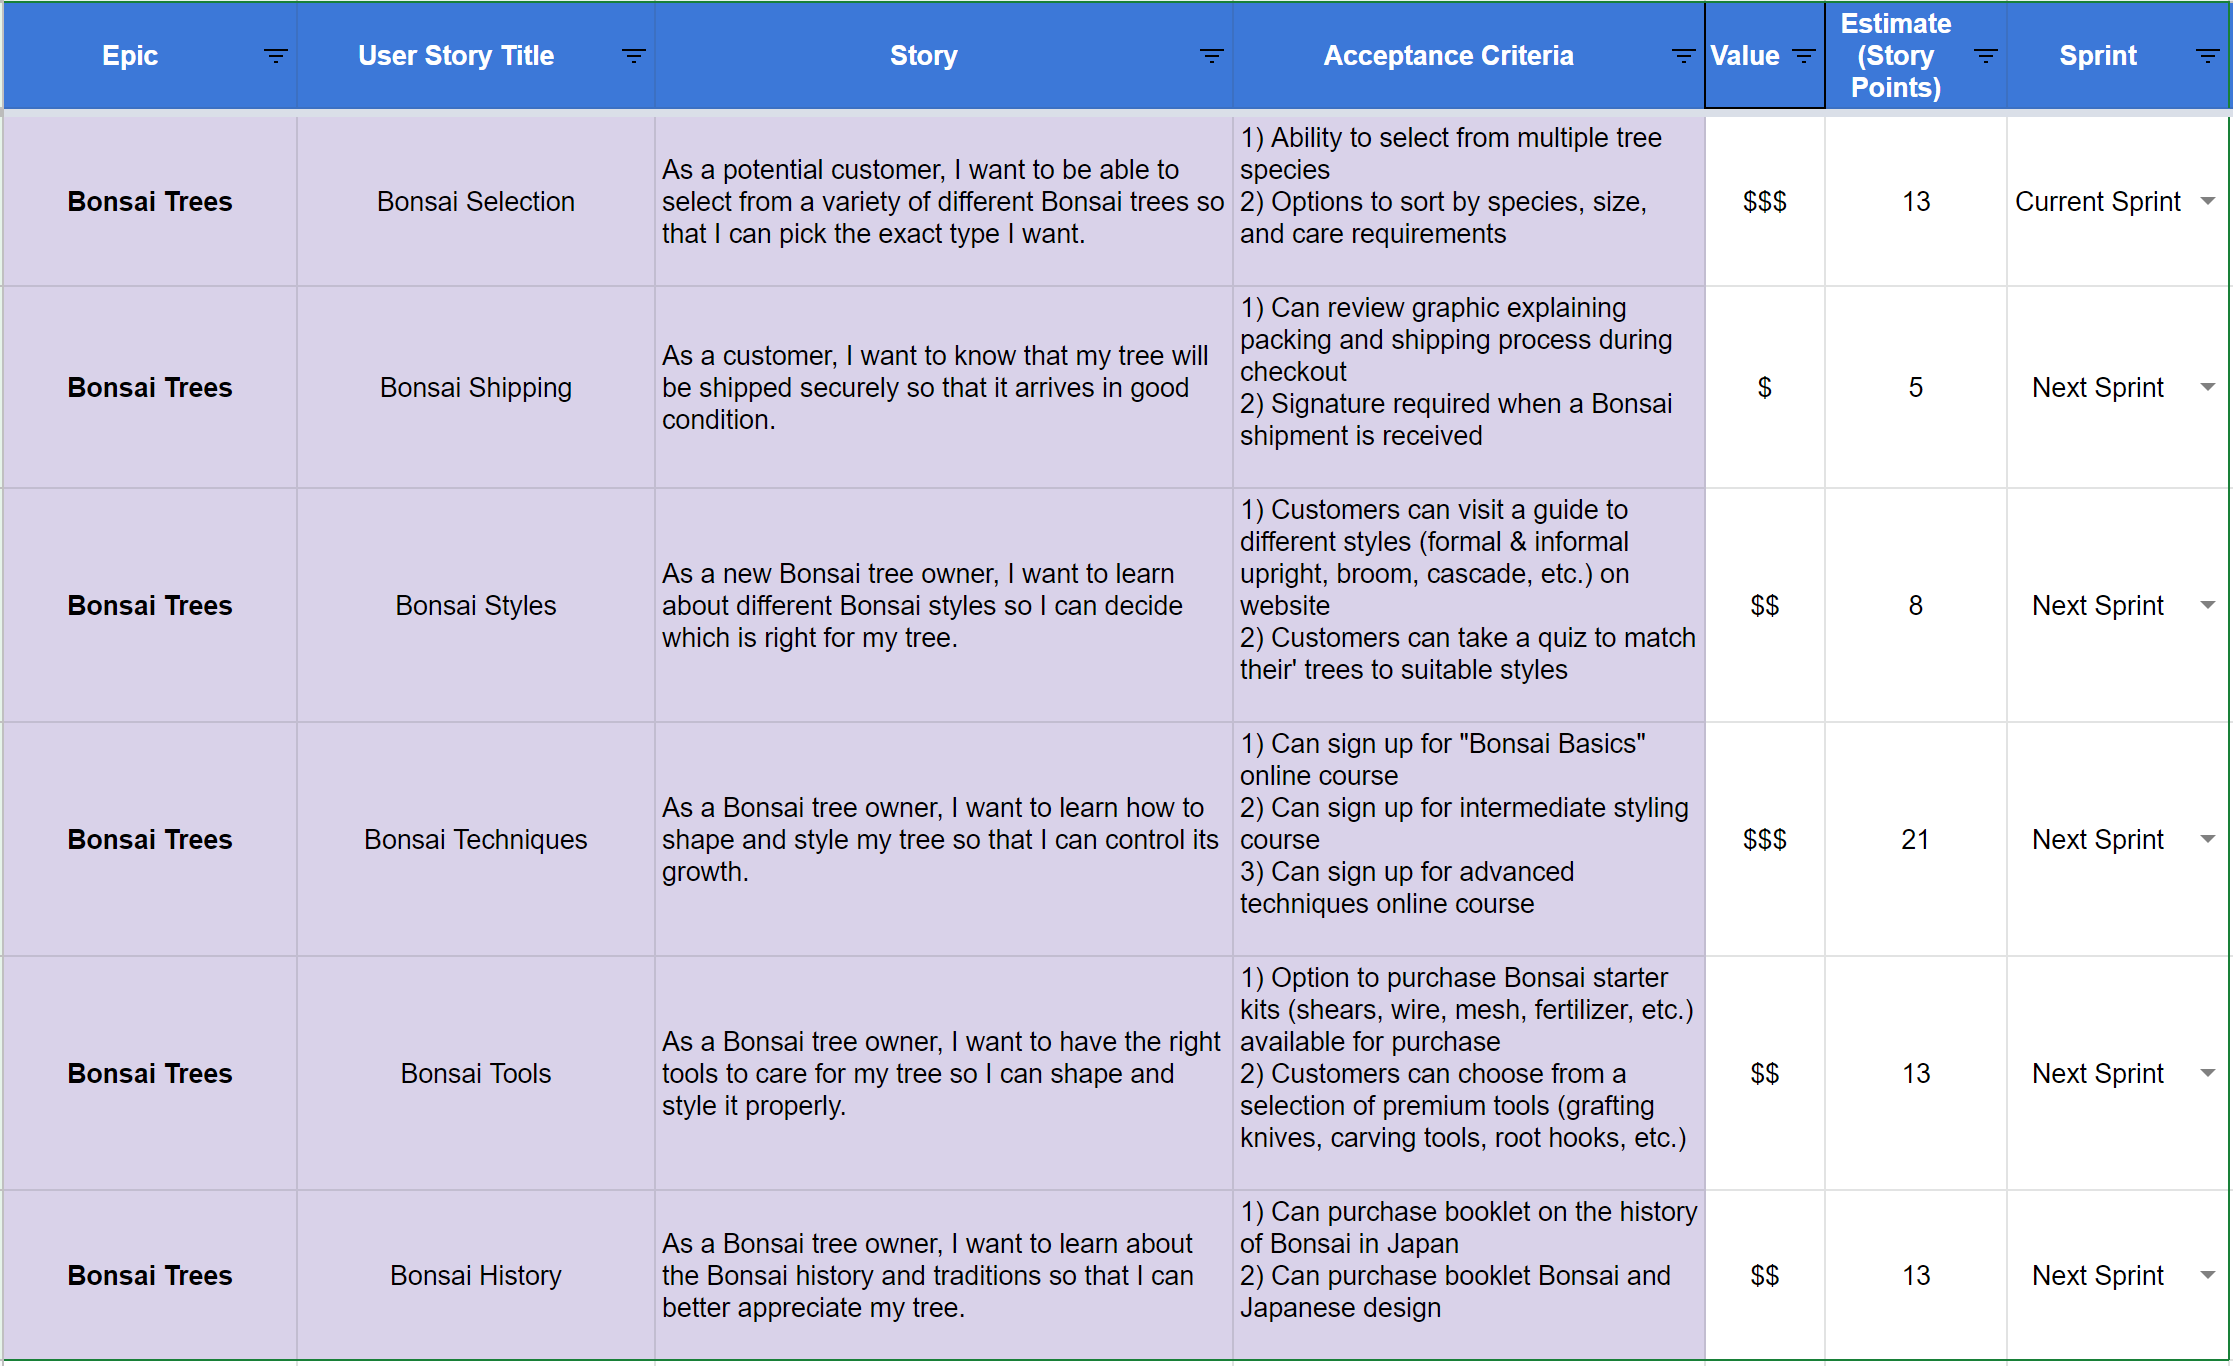 Epic
User Story Title
Story
Acceptance Criteria
Value
Estimate
(Story
Points)
Sprint
Bonsai Trees
Bonsai Selection
As a potential customer, I want to be able to
select from a variety of different Bonsai trees so
that I can pick the exact type I want.
1) Ability to select from multiple tree
species
2) Options to sort by species, size,
and care requirements
$$$
13
Current Sprint
Bonsai Trees
Bonsai Shipping
As a customer, I want to know that my tree will
be shipped securely so that it arrives in good
condition.
1) Can review graphic explaining
packing and shipping process during
checkout
2) Signature required when a Bonsai
shipment is received
$
5
Next Sprint
Bonsai Trees
Bonsai Styles
As a new Bonsai tree owner, I want to learn
about different Bonsai styles so I can decide
which is right for my tree.
1) Customers can visit a guide to
different styles (formal & informal
upright, broom, cascade, etc.) on
website
2) Customers can take a quiz to match
their' trees to suitable styles
$$
8
Next Sprint
Bonsai Trees
Bonsai Techniques
As a Bonsai tree owner, I want to learn how to
shape and style my tree so that I can control its
growth.
1) Can sign up for "Bonsai Basics"
online course
2) Can sign up for intermediate styling
course
3) Can sign up for advanced
techniques online course
$$$
21
Next Sprint
Bonsai Trees
Bonsai Tools
As a Bonsai tree owner, I want to have the right
tools to care for my tree so I can shape and
style it properly.
1) Option to purchase Bonsai starter
kits (shears, wire, mesh, fertilizer, etc.)
available for purchase
2) Customers can choose from a
selection of premium tools (grafting
knives, carving tools, root hooks, etc.)
$$
13
Next Sprint
Bonsai Trees
Bonsai History
As a Bonsai tree owner, I want to learn about
the Bonsai history and traditions so that I can
better appreciate my tree.
1) Can purchase booklet on the history
of Bonsai in Japan
2) Can purchase booklet Bonsai and
Japanese design
$$
13
Next Sprint